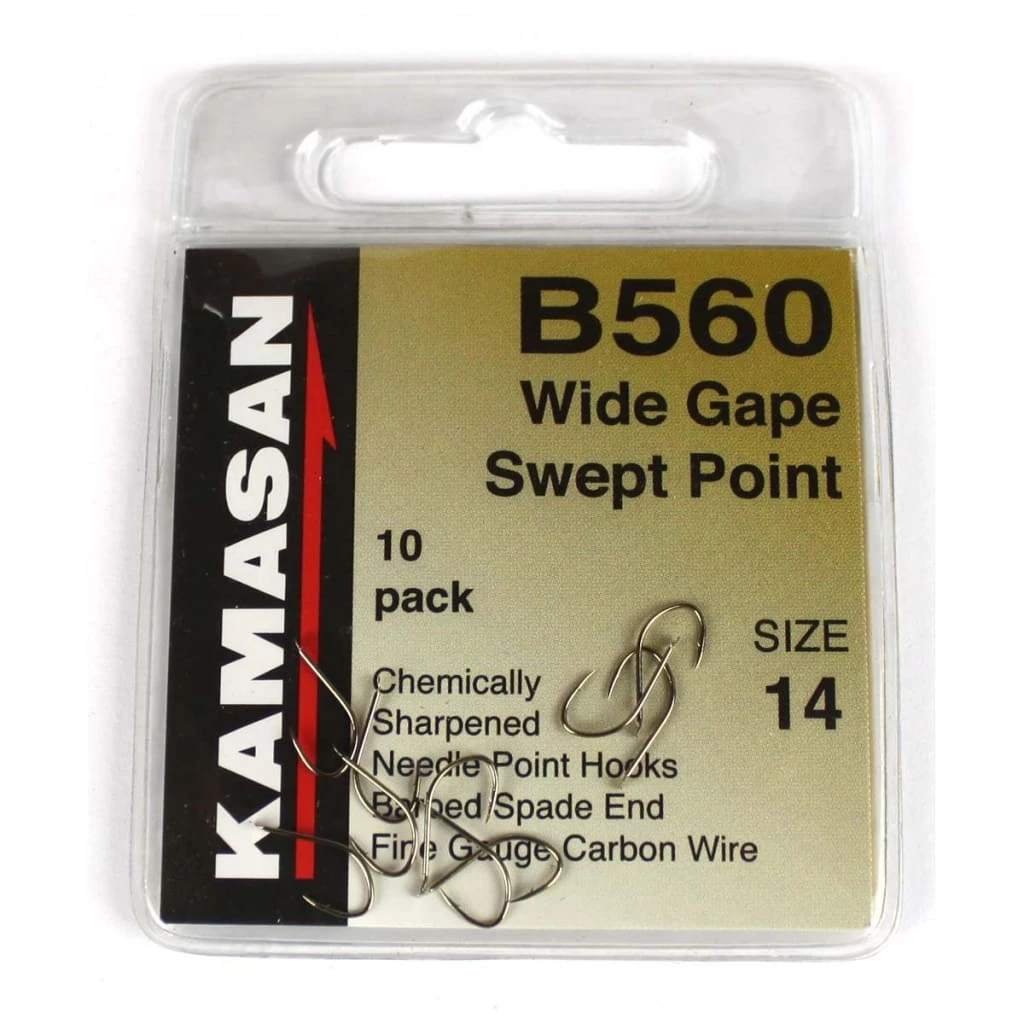 KAMASAN
B560
Wide Gape
Swept Point
10
pack
SIZE
14
Chemically
Sharpened
Needle Point Hooks
Barbed Spade End
Fine Gauge Carbon Wire